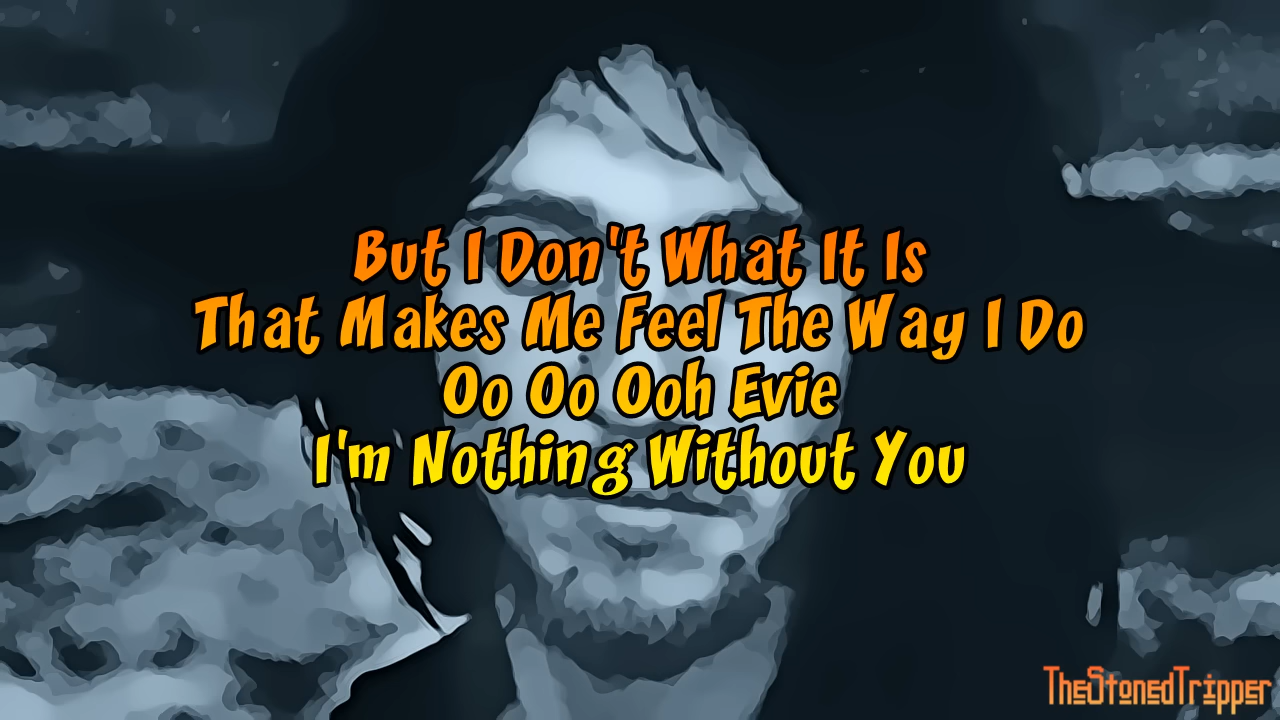 But I Don't What It Is
That Makes Me Feel The Way I Do
Oo Oo Ooh Evie
I'm Nothing Without You
TheStonedTripper